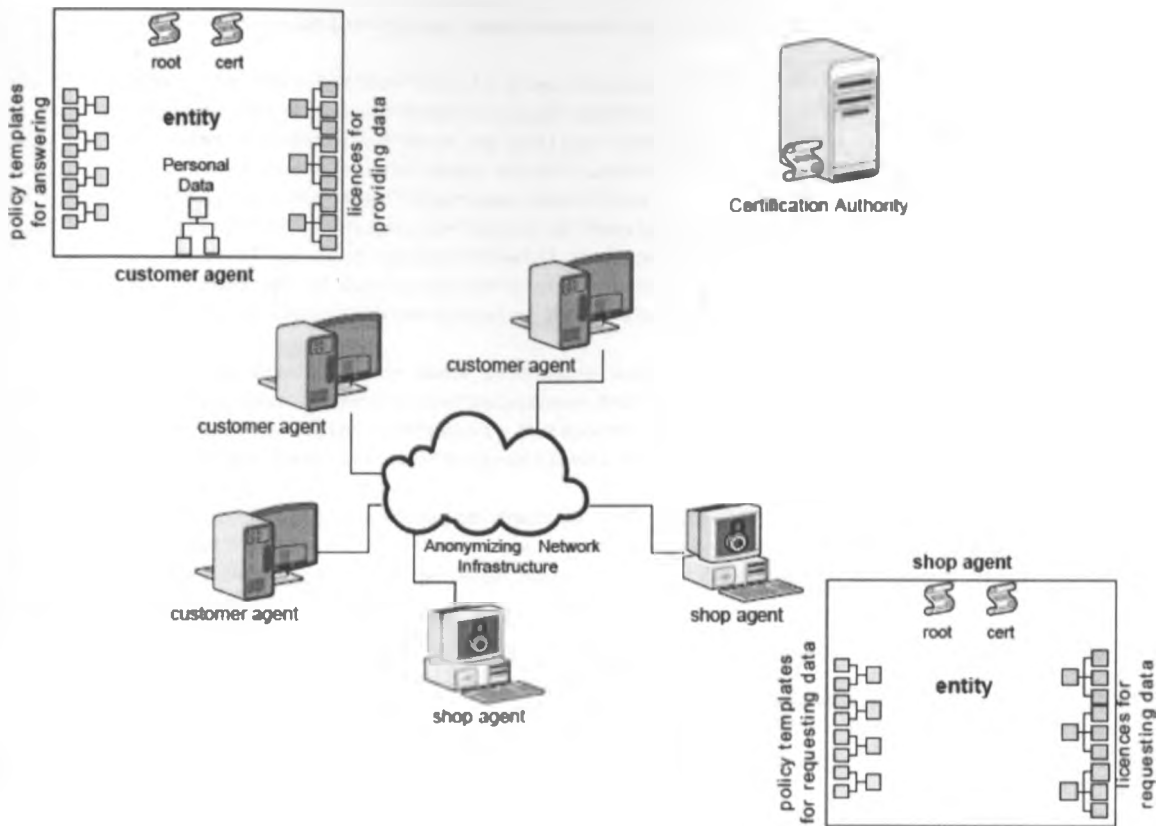 root cert
policy templates
for answering
entity
Personal
Data
licences for
providing data
customer agent
Certification Authority
customer agent
customer agent
Anonymizing Network
Infrastructure
customer agent
shop agent
shop agent
shop agent
root cert
policy templates
for requesting data
entity
licences for
requesting data